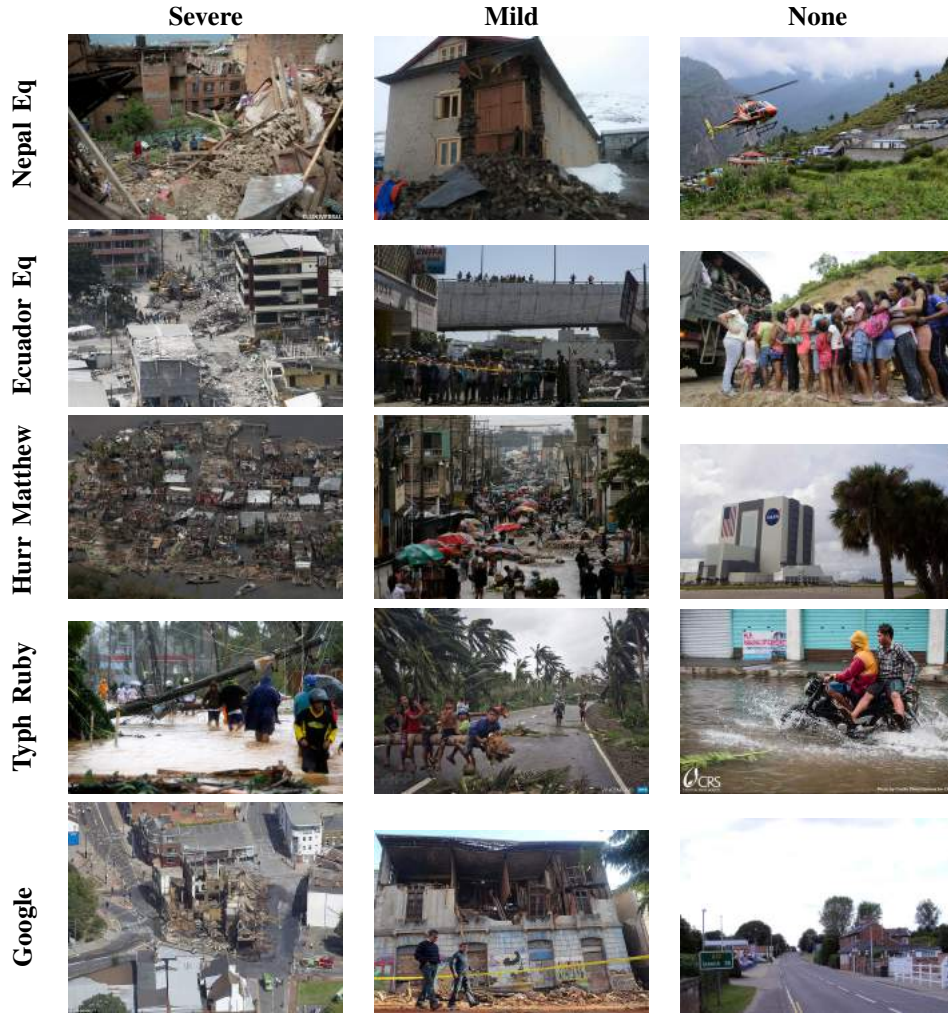 Severe Mild None
Nepal Eq
Ecuador Eq
Hurr Matthew
NASA
Typh Ruby
CRS
Google